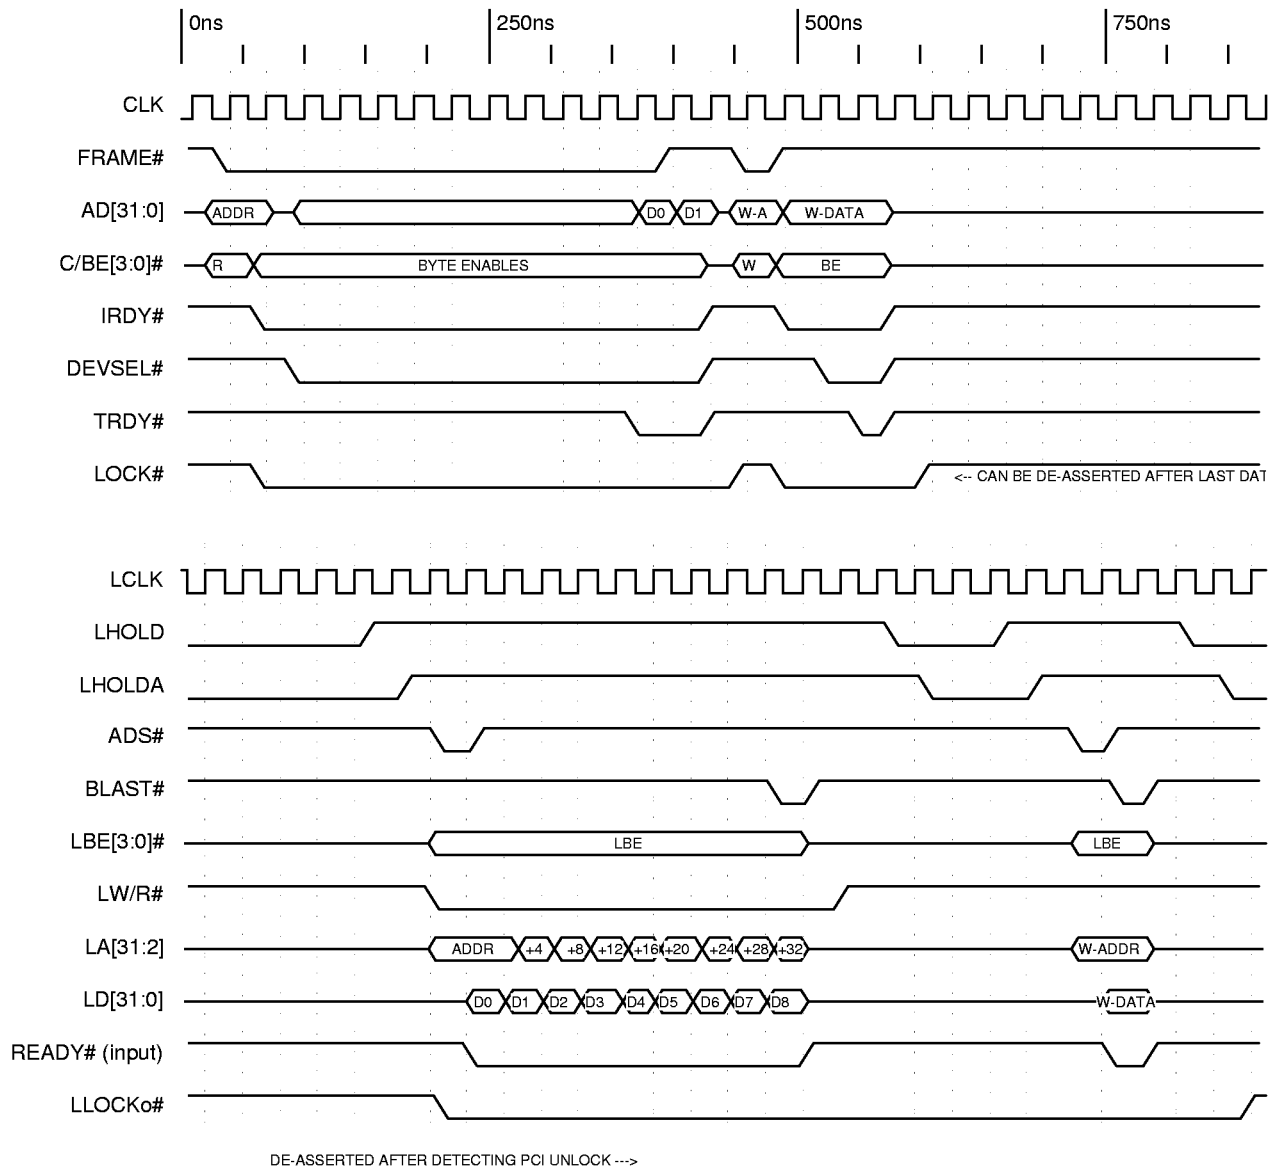 0ns 250ns 500ns 750ns
CLK
FRAME#
AD[31:0] ADDR D0 D1 W-A W-DATA
C/BE[3:0]# R BYTE ENABLES W BE
IRDY#
DEVSEL#
TRDY#
LOCK# <-- CAN BE DE-ASSERTED AFTER LAST DAT
LCLK
LHOLD
LHOLDA
ADS#
BLAST#
LBE[3:0]# LBE LBE
LW/R#
LA[31:2] ADDR +4 +8 +12 +16 +20 +24 +28 +32 W-ADDR
LD[31:0] D0 D1 D2 D3 D4 D5 D6 D7 D8 W-DATA
READY# (input)
LLOCKo#
DE-ASSERTED AFTER DETECTING PCI UNLOCK --->